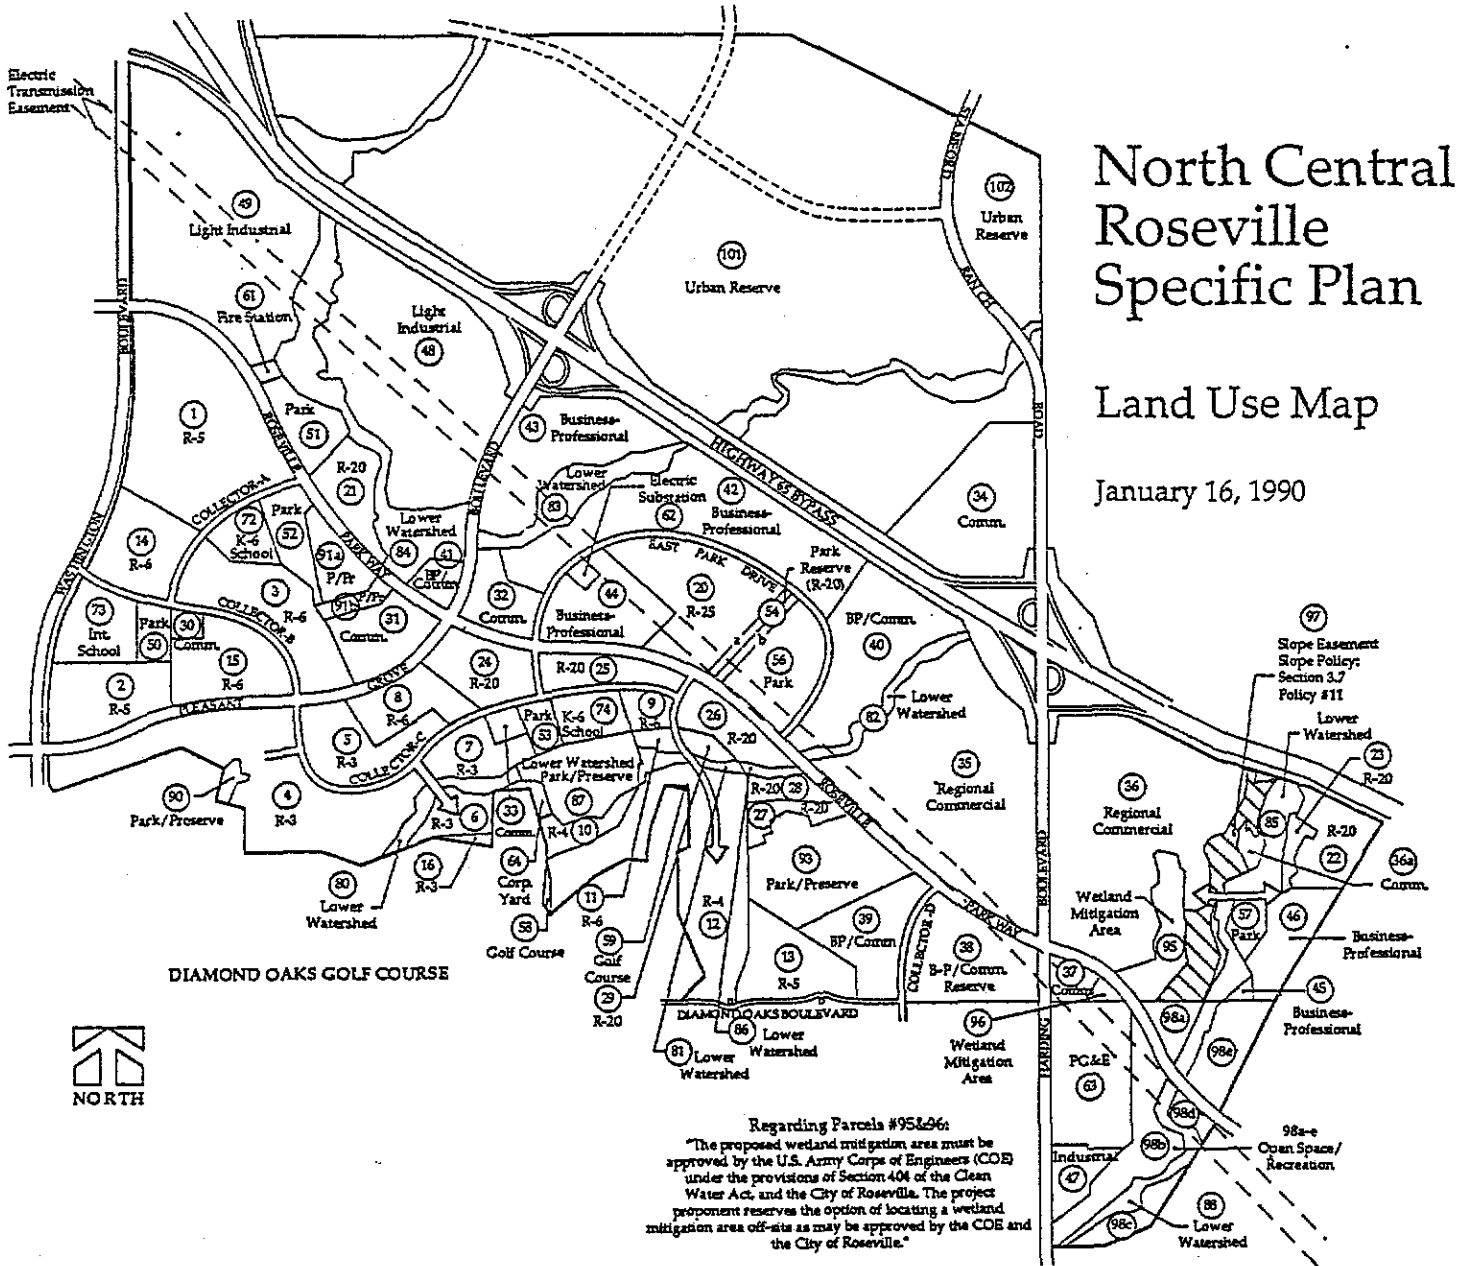 North Central
Roseville
Specific Plan
Land Use Map
January 16, 1990
Electric
Transmission
Easement
49
Light Industrial
61
Fire Station
Light
Industrial
48
101
Urban Reserve
102
Urban
Reserve
STANFORD
RANCH
ROAD
BOULEVARD
1
R-5
Park
51
ROSEVILLE
R-20
21
43
Business-
Professional
BOULEVARD
HIGHWAY 65 BYPASS
34
Comm.
COLLECTOR-A
72
K-6
School
Park
52
91a
P/Pr
PARKWAY
Lower
Watershed
84
41
BP/
Comm.
Lower
Watershed
83
Electric
Substation
62
42
Business-
Professional
Park
Reserve
(R-20)
54
a
b
EAST PARK DRIVE
14
R-6
WASHINGTON
3
R-6
91b
P/Pr
31
Comm.
32
Comm.
44
Business-
Professional
20
R-25
BP/Comm.
40
56
Park
73
Int.
School
Park
50
30
Comm.
COLLECTOR-B
15
R-6
2
R-5
PLEASANT
GROVE
8
R-6
24
R-20
R-20
25
82
Lower
Watershed
97
Slope Easement
Slope Policy:
Section 3.7
Policy #11
Lower
Watershed
23
R-20
5
R-3
COLLECTOR-C
7
R-3
Park
53
K-6
School
74
9
R-6
26
R-20
Lower Watershed
Park/Preserve
87
90
Park/Preserve
4
R-3
R-3
6
33
Comm.
R-4
10
R-20
28
27
R-20
ROSEVILLE
35
Regional
Commercial
36
Regional
Commercial
85
R-20
22
36a
Comm.
80
Lower
Watershed
16
R-3
64
Corp.
Yard
58
Golf Course
11
R-6
59
Golf
Course
29
R-20
R-4
12
93
Park/Preserve
39
BP/Comm
13
R-5
COLLECTOR-D
38
B-P/Comm.
Reserve
PARK WAY
BOULEVARD
Wetland
Mitigation
Area
95
57
Park
46
Business-
Professional
45
Business-
Professional
37
Comm.
DIAMOND OAKS GOLF COURSE
DIAMOND OAKS BOULEVARD
81
Lower
Watershed
86
Lower
Watershed
96
Wetland
Mitigation
Area
HARDING
PG&E
63
98a
98e
98d
98b
98a-e
Open Space/
Recreation
Industrial
47
98c
88
Lower
Watershed
NORTH
Regarding Parcels #95&96:
"The proposed wetland mitigation area must be
approved by the U.S. Army Corps of Engineers (COE)
under the provisions of Section 404 of the Clean
Water Act, and the City of Roseville. The project
proponent reserves the option of locating a wetland
mitigation area off-site as may be approved by the COE and
the City of Roseville."